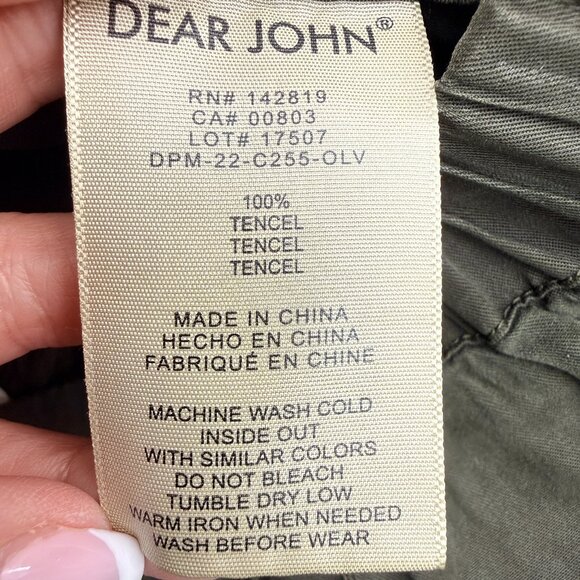 DEAR JOHN®
RN# 142819
CA# 00803
LOT# 17507
DPM-22-C255-OLV
100%
TENCEL
TENCEL
TENCEL
MADE IN CHINA
HECHO EN CHINA
FABRIQUÉ EN CHINE
MACHINE WASH COLD
INSIDE OUT
WITH SIMILAR COLORS
DO NOT BLEACH
TUMBLE DRY LOW
WARM IRON WHEN NEEDED
WASH BEFORE WEAR